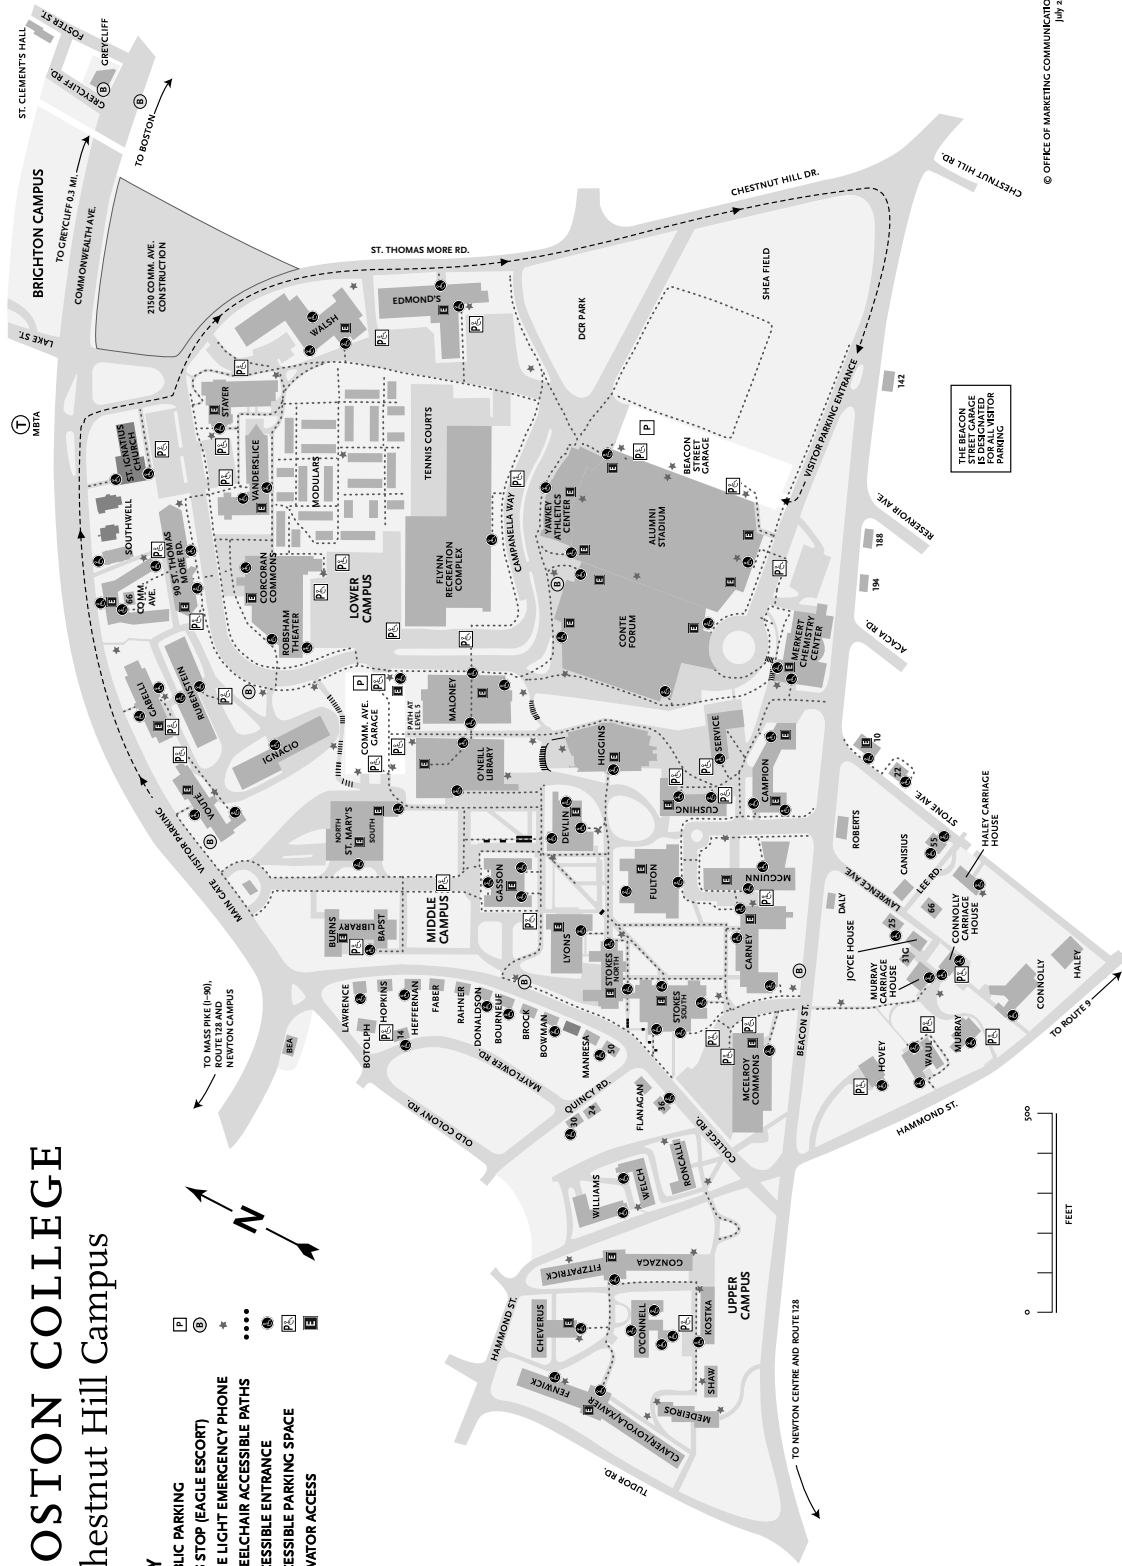 OSTON COLLEGE
hestnut Hill Campus
Y
LIC PARKING
STOP (EAGLE ESCORT)
E LIGHT EMERGENCY PHONE
EELCHAIR ACCESSIBLE PATHS
ESSIBLE ENTRANCE
ESSIBLE PARKING SPACE
VATOR ACCESS
P
B
E
N
BRIGHTON CAMPUS
ST. CLEMENT'S HALL
FOSTER ST.
GREYCLIFF RD.
GREYCLIFF
B
B
TO BOSTON
TO GREYCLIFF 0.3 MI.
COMMONWEALTH AVE.
LAKE ST.
T
MBTA
2150 COMM. AVE.
CONSTRUCTION
ST. THOMAS MORE RD.
CHESTNUT HILL DR.
CHESTNUT HILL RD.
© OFFICE OF MARKETING COMMUNICATIO
July 2
WALSH
EDMOND'S
STAYER
VANDERSLICE
MODULARS
ST. IGNATIUS
CHURCH
SOUTHWELL
66
COMM.
AVE.
90 ST. THOMAS
MORE RD.
CORCORAN
COMMONS
ROBSHAM
THEATER
LOWER
CAMPUS
TENNIS COURTS
FLYNN
RECREATION
COMPLEX
CAMPANELLA WAY
DCR PARK
SHEA FIELD
YAWKEY
ATHLETICS
CENTER
ALUMNI
STADIUM
BEACON
STREET
GARAGE
P
VISITOR PARKING ENTRANCE
THE BEACON
STREET GARAGE
IS DESIGNATED
FOR ALL VISITOR
PARKING
142
188
194
RESERVOIR AVE.
ACACIA RD.
CONTE
FORUM
MERKERT
CHEMISTRY
CENTER
GABELLI
RUBENSTEIN
IGNACIO
VOUTE
VISITOR PARKING
MAIN GATE
COMM. AVE.
GARAGE
P
PATH AT
LEVEL 5
MALONEY
O'NEILL
LIBRARY
HIGGINS
SERVICE
CUSHING
CAMPION
NORTH
ST. MARY'S
SOUTH
DEVLIN
GASSON
MIDDLE
CAMPUS
BURNS
LIBRARY
BAPST
LYONS
FULTON
MCGUINN
CARNEY
STOKES
NORTH
STOKES
SOUTH
MCELROY
COMMONS
BEACON ST.
10
22
STONE AVE.
ROBERTS
CANISIUS
55
LEE RD.
HALEY CARRIAGE
HOUSE
DALY
LAWRENCE AVE.
66
25
31G
JOYCE HOUSE
CONNOLLY
CARRIAGE
HOUSE
MURRAY
CARRIAGE
HOUSE
CONNOLLY
HALEY
TO ROUTE 9
HOVEY
WAUL
MURRAY
HAMMOND ST.
TO MASS PIKE (I–90),
ROUTE 128 AND
NEWTON CAMPUS
BEA
LAWRENCE
BOTOLPH
HOPKINS
14
HEFFERNAN
FABER
RAHNER
DONALDSON
BOURNEUF
BROCK
BOWMAN
MANRESA
50
MAYFLOWER RD.
OLD COLONY RD.
QUINCY RD.
30
24
FLANAGAN
36
COLLEGE RD.
WILLIAMS
WELCH
RONCALLI
FITZPATRICK
GONZAGA
UPPER
CAMPUS
CHEVERUS
O'CONNELL
KOSTKA
SHAW
FENWICK
CLAVER/LOYOLA/XAVIER
MEDEIROS
HAMMOND ST.
TUDOR RD.
TO NEWTON CENTRE AND ROUTE 128
0
500
FEET